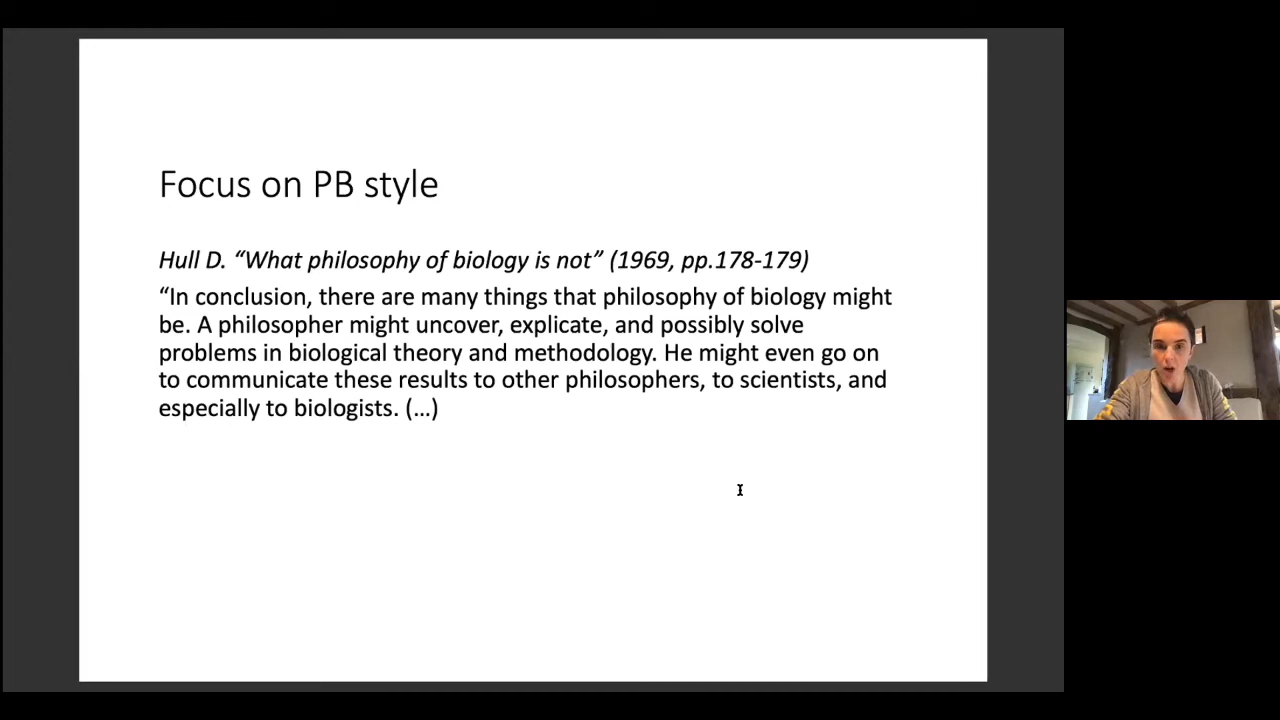 Focus on PB style
Hull D. “What philosophy of biology is not” (1969, pp.178-179)
“In conclusion, there are many things that philosophy of biology might
be. A philosopher might uncover, explicate, and possibly solve
problems in biological theory and methodology. He might even go on
to communicate these results to other philosophers, to scientists, and
especially to biologists. (…)